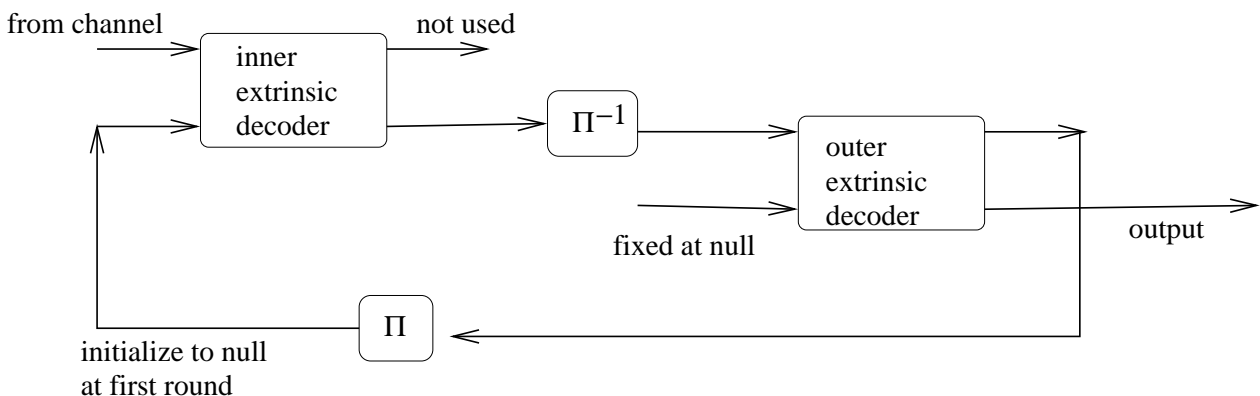 from channel
not used
inner
extrinsic
decoder
Π⁻¹
outer
extrinsic
decoder
fixed at null
output
Π
initialize to null
at first round